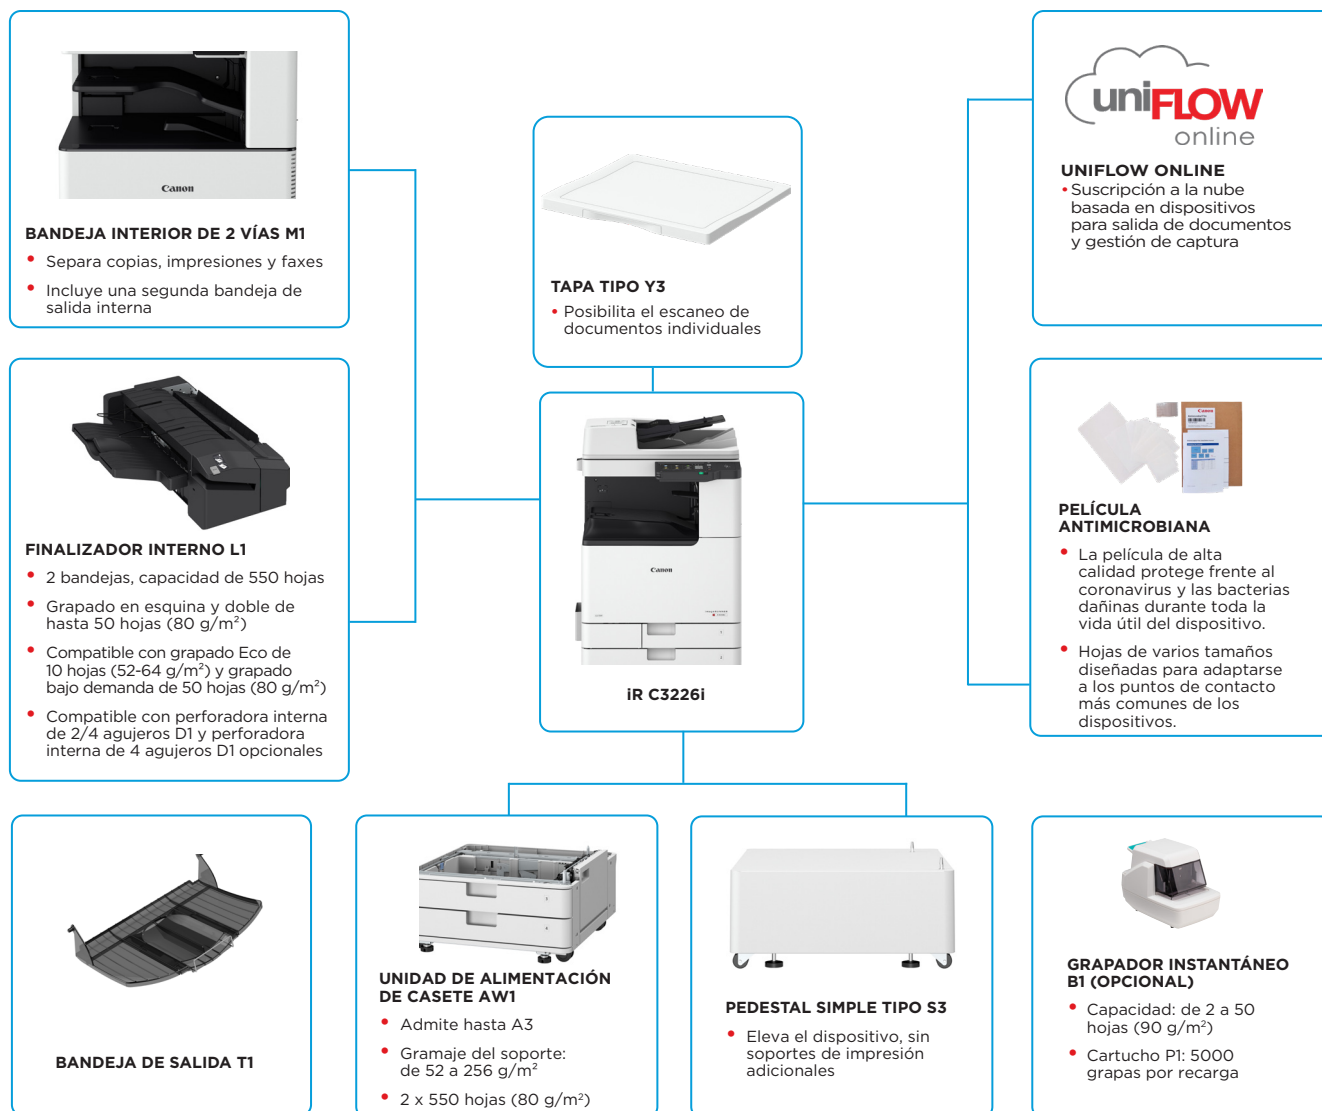 Canon
BANDEJA INTERIOR DE 2 VÍAS M1
• Separa copias, impresiones y faxes
• Incluye una segunda bandeja de
salida interna
TAPA TIPO Y3
• Posibilita el escaneo de
documentos individuales
uniFLOW
online
UNIFLOW ONLINE
• Suscripción a la nube
basada en dispositivos
para salida de documentos
y gestión de captura
FINALIZADOR INTERNO L1
• 2 bandejas, capacidad de 550 hojas
• Grapado en esquina y doble de
hasta 50 hojas (80 g/m²)
• Compatible con grapado Eco de
10 hojas (52-64 g/m²) y grapado
bajo demanda de 50 hojas (80 g/m²)
• Compatible con perforadora interna
de 2/4 agujeros D1 y perforadora
interna de 4 agujeros D1 opcionales
Canon
iR C3226i
Canon
PELÍCULA
ANTIMICROBIANA
• La película de alta
calidad protege frente al
coronavirus y las bacterias
dañinas durante toda la
vida útil del dispositivo.
• Hojas de varios tamaños
diseñadas para adaptarse
a los puntos de contacto
más comunes de los
dispositivos.
BANDEJA DE SALIDA T1
UNIDAD DE ALIMENTACIÓN
DE CASETE AW1
• Admite hasta A3
• Gramaje del soporte:
de 52 a 256 g/m²
• 2 x 550 hojas (80 g/m²)
PEDESTAL SIMPLE TIPO S3
• Eleva el dispositivo, sin
soportes de impresión
adicionales
GRAPADOR INSTANTÁNEO
B1 (OPCIONAL)
• Capacidad: de 2 a 50
hojas (90 g/m²)
• Cartucho P1: 5000
grapas por recarga